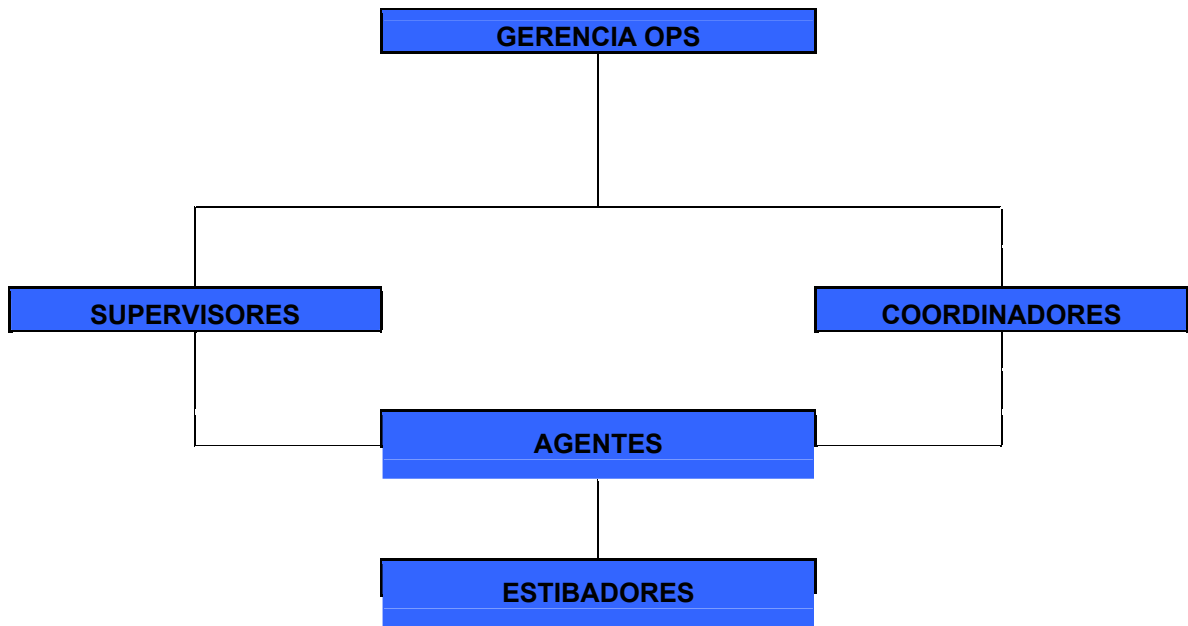 GERENCIA OPS
SUPERVISORES
COORDINADORES
AGENTES
ESTIBADORES